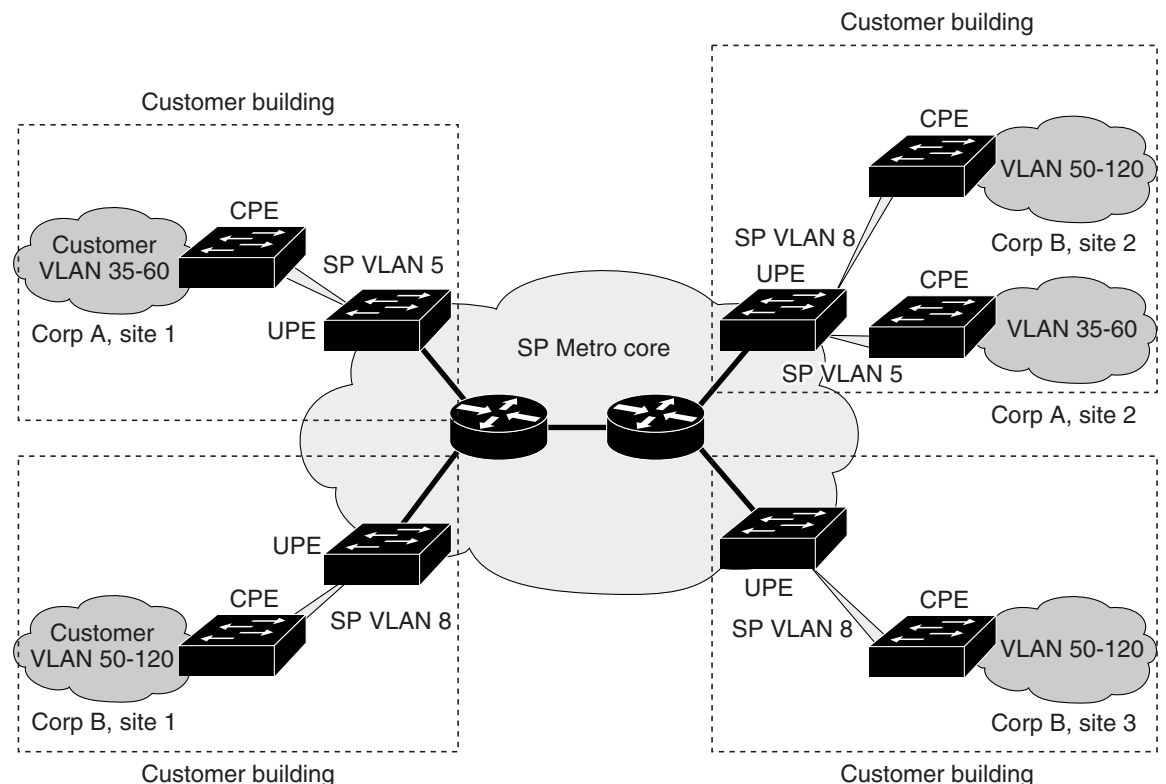 Customer building
Customer building
CPE
VLAN 50-120
SP VLAN 8
Corp B, site 2
UPE
CPE
VLAN 35-60
SP VLAN 5
Corp A, site 2
CPE
Customer
VLAN 35-60
SP VLAN 5
Corp A, site 1
UPE
SP Metro core
UPE
CPE
SP VLAN 8
Customer
VLAN 50-120
Corp B, site 1
Customer building
UPE
CPE
SP VLAN 8
VLAN 50-120
Corp B, site 3
Customer building